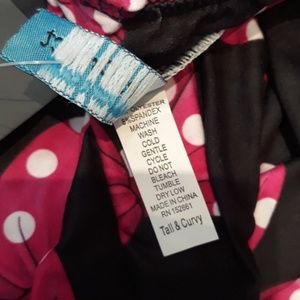 POLYESTER
8%SPANDEX
MACHINE
WASH
COLD
GENTLE
CYCLE
DO NOT
BLEACH
TUMBLE
DRY LOW
MADE IN CHINA
RN 152661
Tall & Curvy